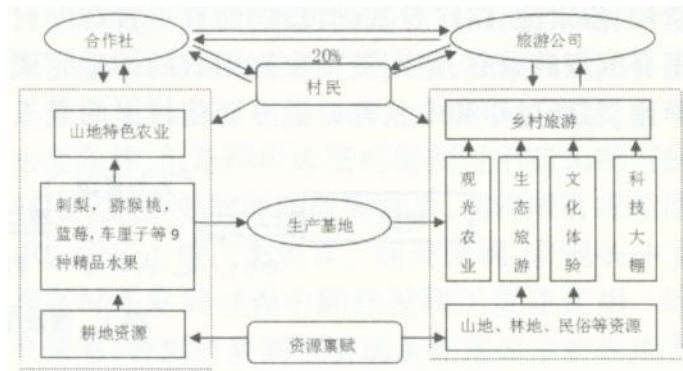 合作社
旅游公司
20%
村民
山地特色农业
乡村旅游
刺梨，猕猴桃，
蓝莓，车厘子等9
种精品水果
生产基地
观光农业
生态旅游
文化体验
科技大棚
耕地资源
资源禀赋
山地、林地、民俗等资源